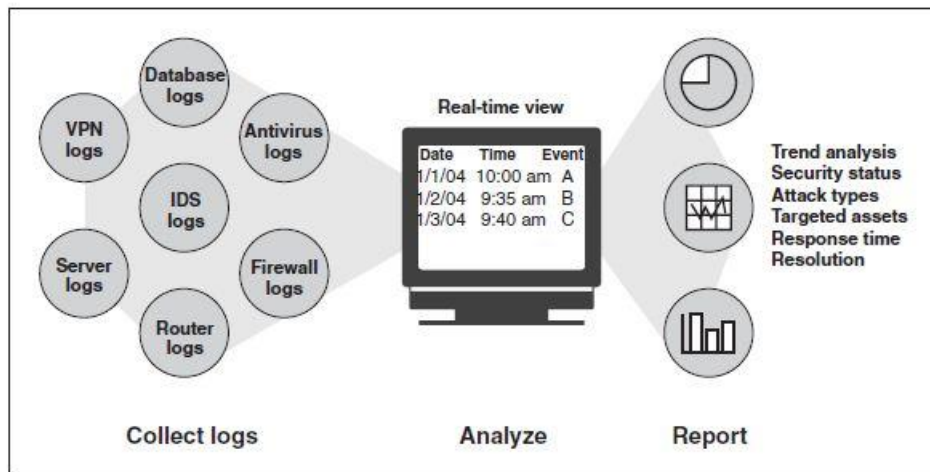 Database
logs
VPN
logs
Antivirus
logs
IDS
logs
Server
logs
Firewall
logs
Router
logs
Collect logs
Real-time view
Date Time Event
1/1/04 10:00 am A
1/2/04 9:35 am B
1/3/04 9:40 am C
Analyze
Trend analysis
Security status
Attack types
Targeted assets
Response time
Resolution
Report